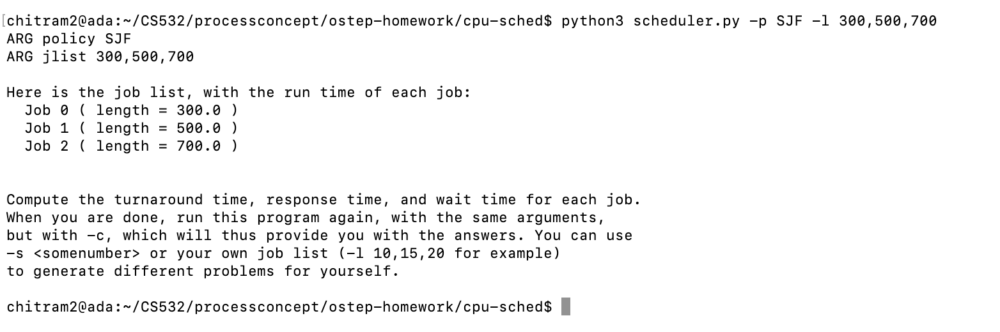 [chitram2@ada:~/CS532/processconcept/ostep-homework/cpu-sched$ python3 scheduler.py -p SJF -l 300,500,700
ARG policy SJF
ARG jlist 300,500,700
Here is the job list, with the run time of each job:
  Job 0 ( length = 300.0 )
  Job 1 ( length = 500.0 )
  Job 2 ( length = 700.0 )
Compute the turnaround time, response time, and wait time for each job.
When you are done, run this program again, with the same arguments,
but with -c, which will thus provide you with the answers. You can use
-s <somenumber> or your own job list (-l 10,15,20 for example)
to generate different problems for yourself.
chitram2@ada:~/CS532/processconcept/ostep-homework/cpu-sched$